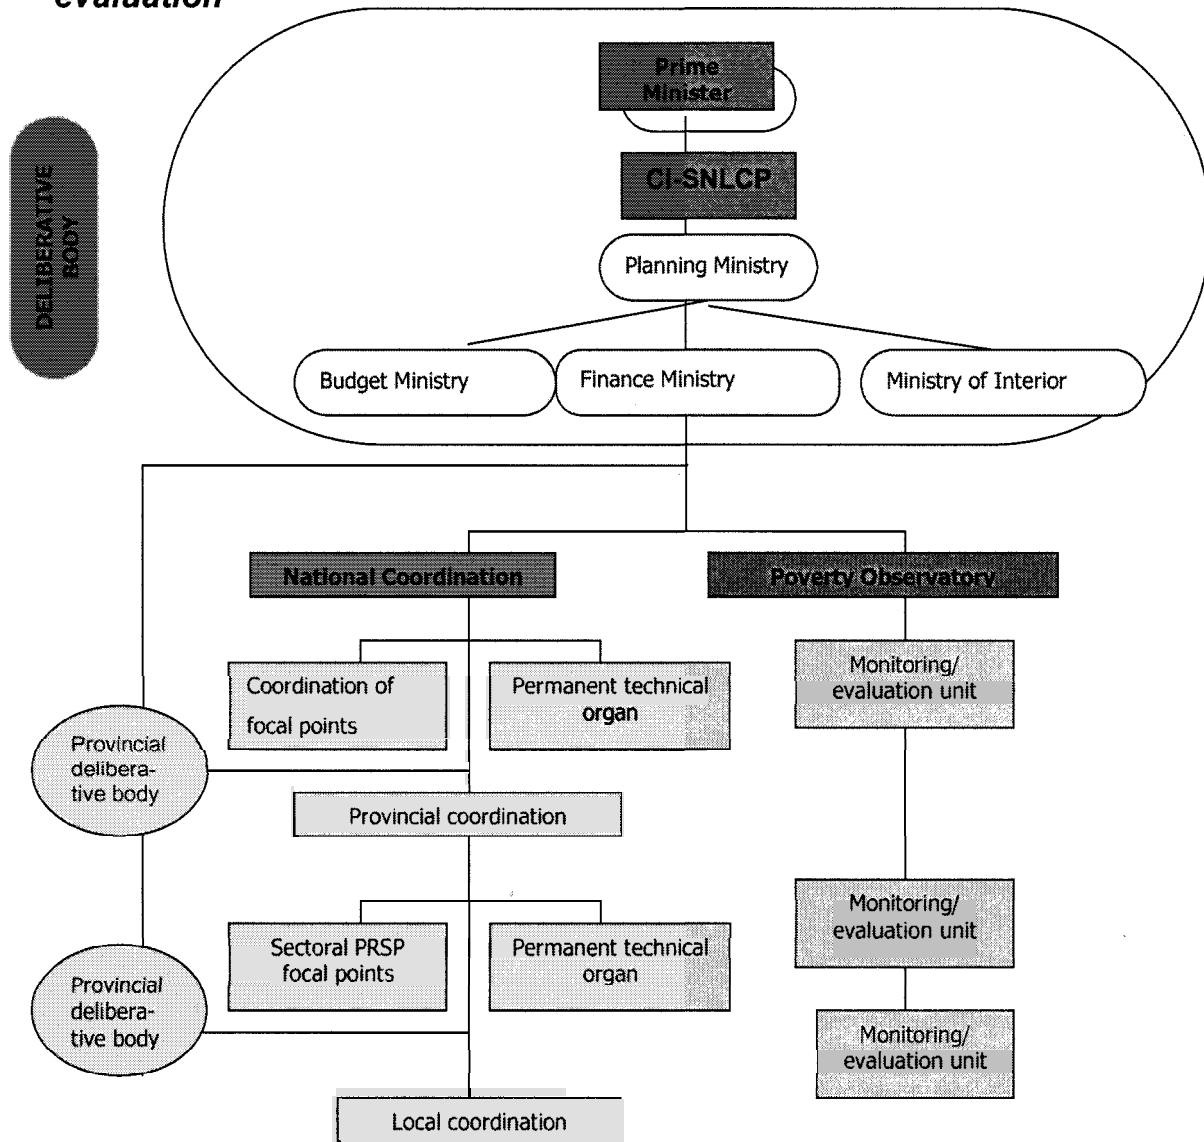 evaluation
Prime
Minister
DELIBERATIVE
BODY
CI-SNLCP
Planning Ministry
Budget Ministry
Finance Ministry
Ministry of Interior
National Coordination
Poverty Observatory
Coordination of
focal points
Permanent technical
organ
Monitoring/
evaluation unit
Provincial
delibera-
tive body
Provincial coordination
Sectoral PRSP
focal points
Permanent technical
organ
Monitoring/
evaluation unit
Provincial
delibera-
tive body
Monitoring/
evaluation unit
Local coordination